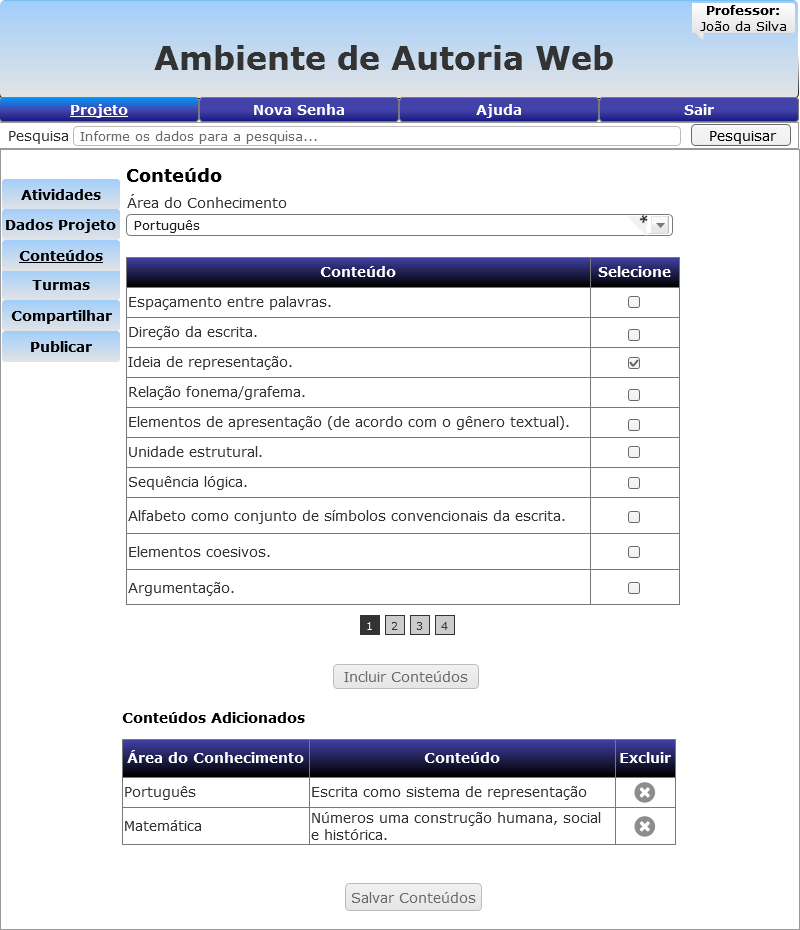 Professor:
João da Silva
Ambiente de Autoria Web
Projeto Nova Senha Ajuda Sair
Pesquisa Informe os dados para a pesquisa... Pesquisar
Atividades
Dados Projeto
Conteúdos
Turmas
Compartilhar
Publicar
Conteúdo
Área do Conhecimento
Português *
Conteúdo Selecione
Espaçamento entre palavras.
Direção da escrita.
Ideia de representação.
Relação fonema/grafema.
Elementos de apresentação (de acordo com o gênero textual).
Unidade estrutural.
Sequência lógica.
Alfabeto como conjunto de símbolos convencionais da escrita.
Elementos coesivos.
Argumentação.
1 2 3 4
Incluir Conteúdos
Conteúdos Adicionados
Área do Conhecimento Conteúdo Excluir
Português Escrita como sistema de representação
Matemática Números uma construção humana, social
e histórica.
Salvar Conteúdos